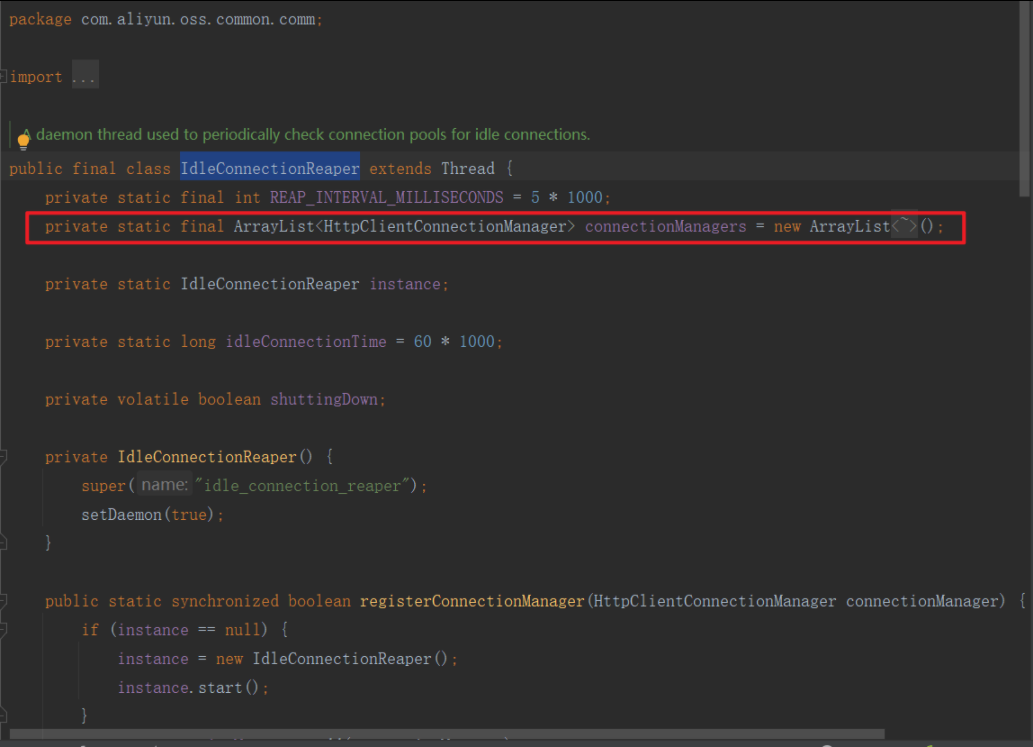 package com.aliyun.oss.common.comm;
import ...
A daemon thread used to periodically check connection pools for idle connections.
public final class IdleConnectionReaper extends Thread {
private static final int REAP_INTERVAL_MILLISECONDS = 5 * 1000;
private static final ArrayList<HttpClientConnectionManager> connectionManagers = new ArrayList<~>();
private static IdleConnectionReaper instance;
private static long idleConnectionTime = 60 * 1000;
private volatile boolean shuttingDown;
private IdleConnectionReaper() {
super( name: "idle_connection_reaper");
setDaemon(true);
}
public static synchronized boolean registerConnectionManager(HttpClientConnectionManager connectionManager) {
if (instance == null) {
instance = new IdleConnectionReaper();
instance.start();
}